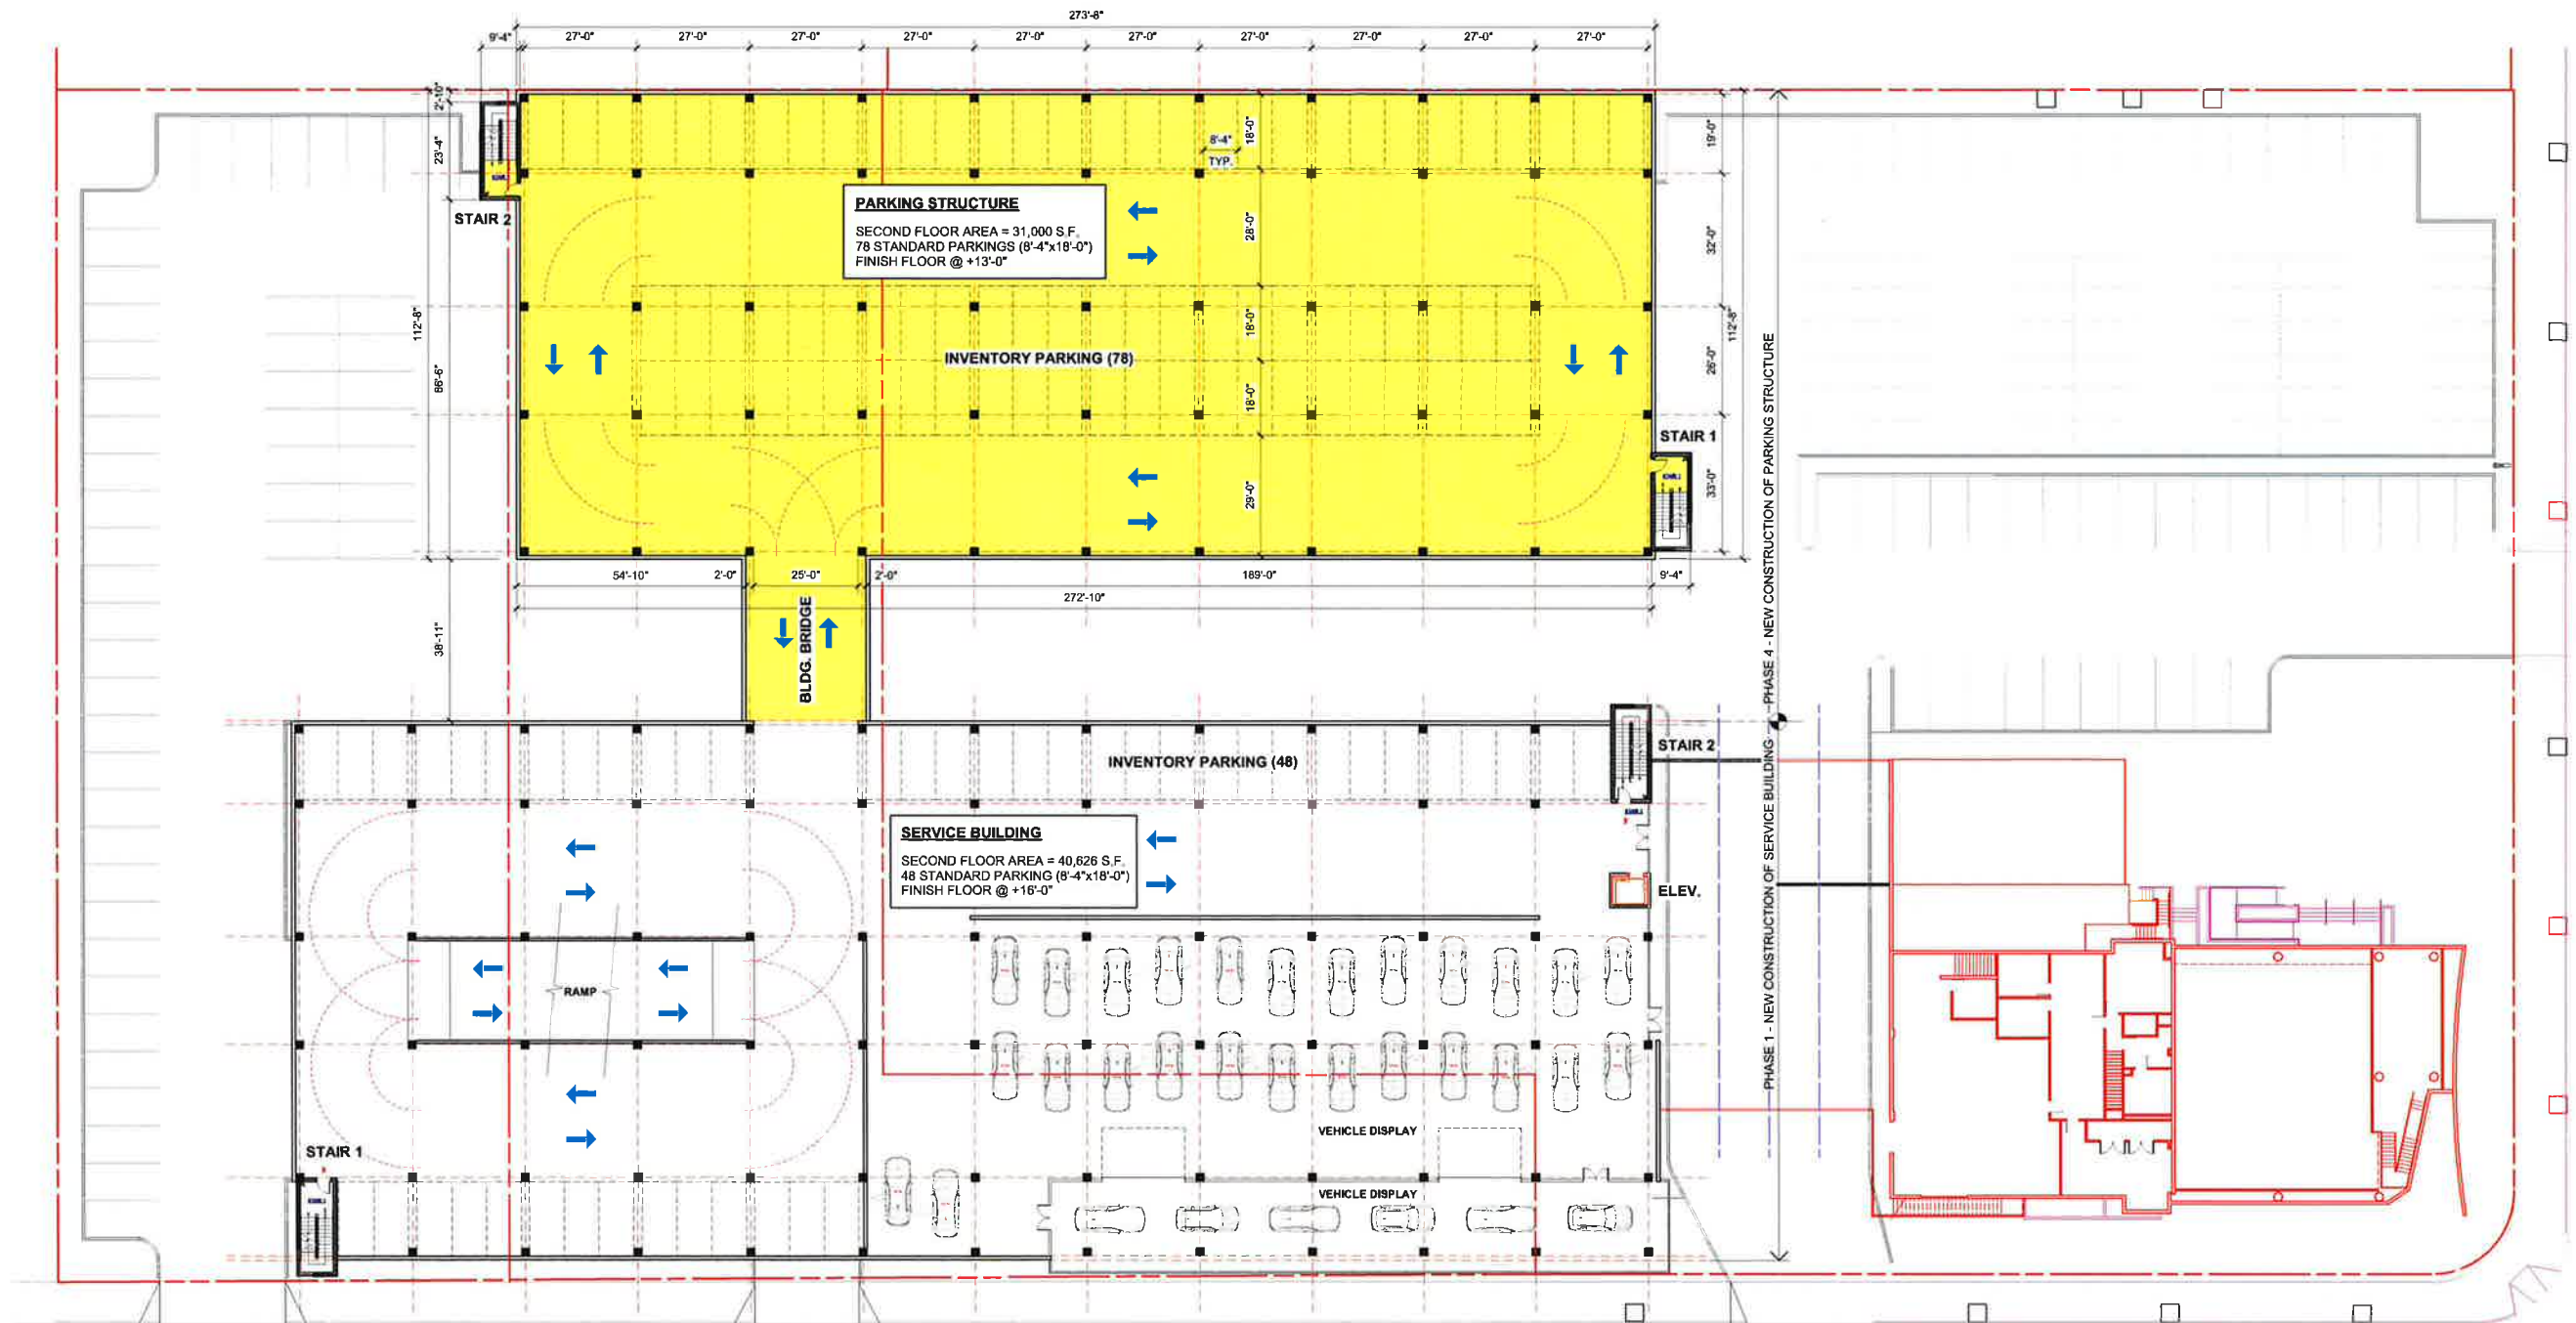 273'-8"
9'-4"
27'-0"
27'-0"
27'-0"
27'-0"
27'-0"
27'-0"
27'-0"
27'-0"
27'-0"
27'-0"
2'-10"
23'-4"
STAIR 2
112'-8"
86'-6"
38'-11"
8'-4"
TYP.
18'-0"
28'-0"
18'-0"
18'-0"
29'-0"
19'-0"
32'-0"
26'-0"
33'-0"
112'-8"
PARKING STRUCTURE
SECOND FLOOR AREA = 31,000 S.F.
78 STANDARD PARKINGS (8'-4"x18'-0")
FINISH FLOOR @ +13'-0"
INVENTORY PARKING (78)
STAIR 1
54'-10"
2'-0"
25'-0"
2'-0"
189'-0"
9'-4"
272'-10"
BLDG. BRIDGE
PHASE 4 - NEW CONSTRUCTION OF PARKING STRUCTURE
PHASE 1 - NEW CONSTRUCTION OF SERVICE BUILDING
INVENTORY PARKING (48)
STAIR 2
SERVICE BUILDING
SECOND FLOOR AREA = 40,626 S.F.
48 STANDARD PARKING (8'-4"x18'-0")
FINISH FLOOR @ +16'-0"
ELEV.
RAMP
VEHICLE DISPLAY
STAIR 1
VEHICLE DISPLAY